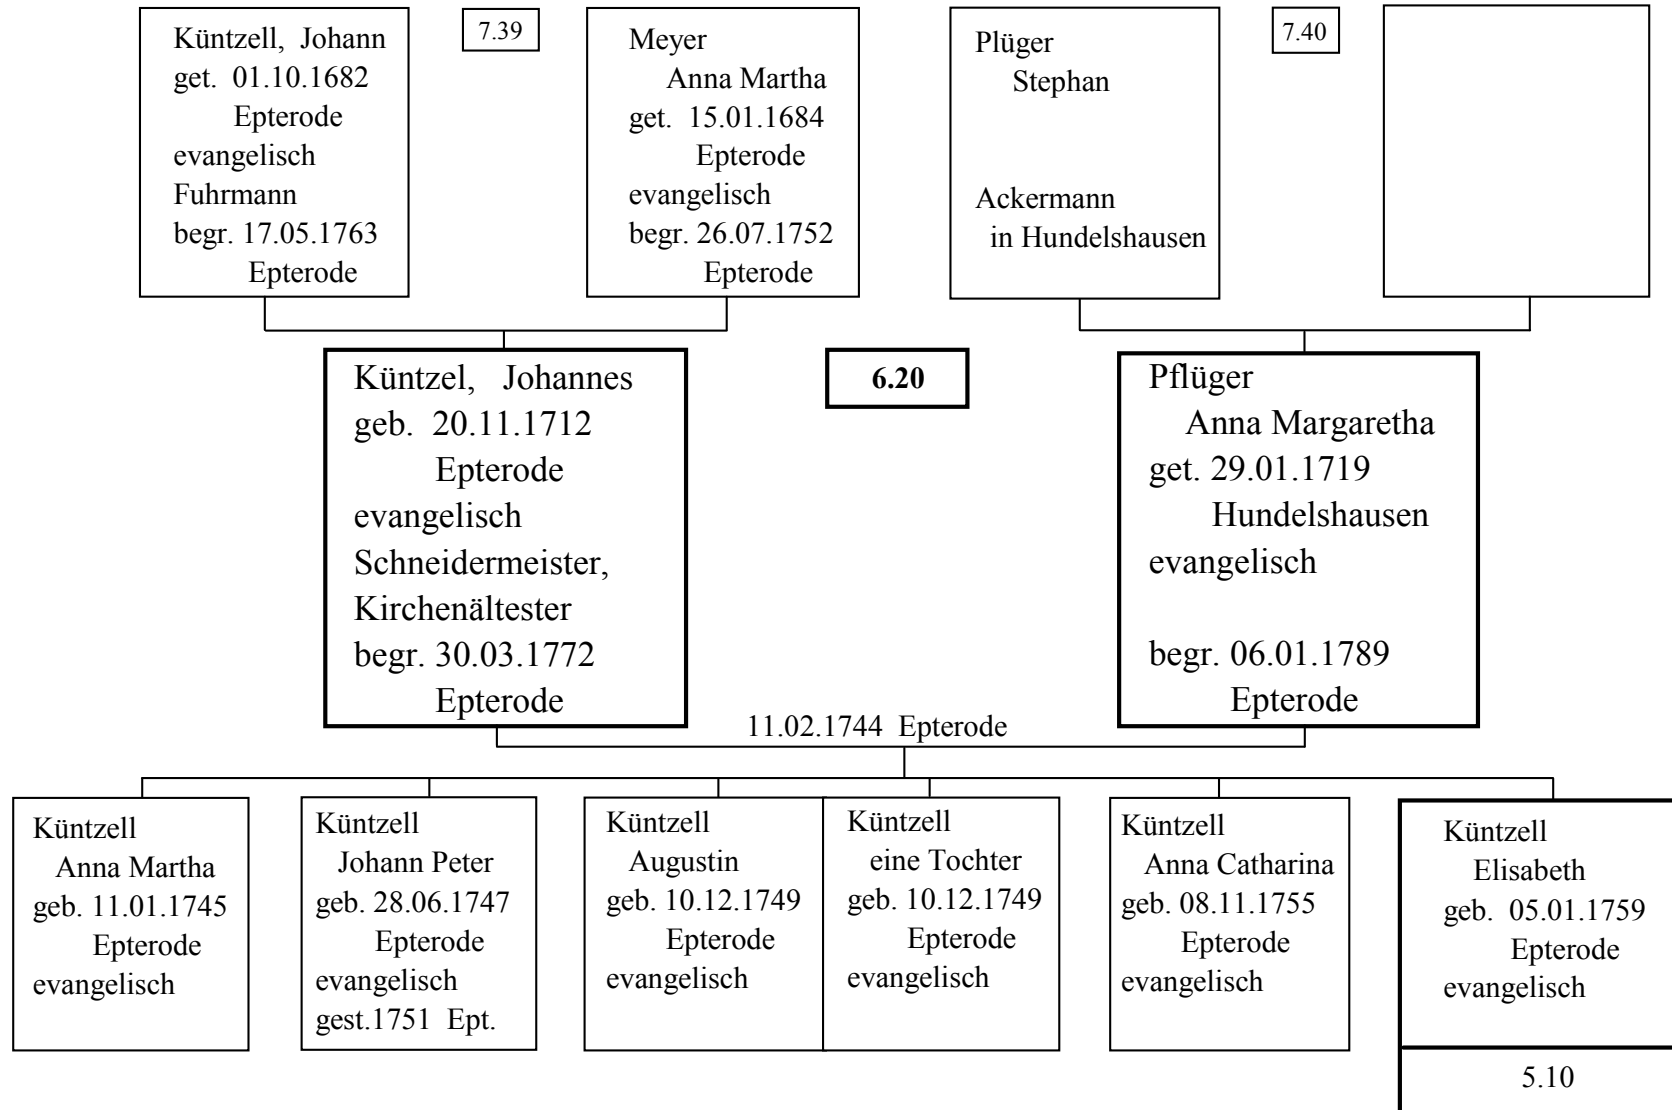 Küntzell, Johann
get. 01.10.1682
Epterode
evangelisch
Fuhrmann
begr. 17.05.1763
Epterode
7.39
Meyer
Anna Martha
get. 15.01.1684
Epterode
evangelisch
begr. 26.07.1752
Epterode
Plüger
Stephan
Ackermann
in Hundelshausen
7.40
Küntzel, Johannes
geb. 20.11.1712
Epterode
evangelisch
Schneidermeister,
Kirchenältester
begr. 30.03.1772
Epterode
6.20
Pflüger
Anna Margaretha
get. 29.01.1719
Hundelshausen
evangelisch
begr. 06.01.1789
Epterode
11.02.1744 Epterode
Küntzell
Anna Martha
geb. 11.01.1745
Epterode
evangelisch
Küntzell
Johann Peter
geb. 28.06.1747
Epterode
evangelisch
gest.1751 Ept.
Küntzell
Augustin
geb. 10.12.1749
Epterode
evangelisch
Küntzell
eine Tochter
geb. 10.12.1749
Epterode
evangelisch
Küntzell
Anna Catharina
geb. 08.11.1755
Epterode
evangelisch
Küntzell
Elisabeth
geb. 05.01.1759
Epterode
evangelisch
5.10